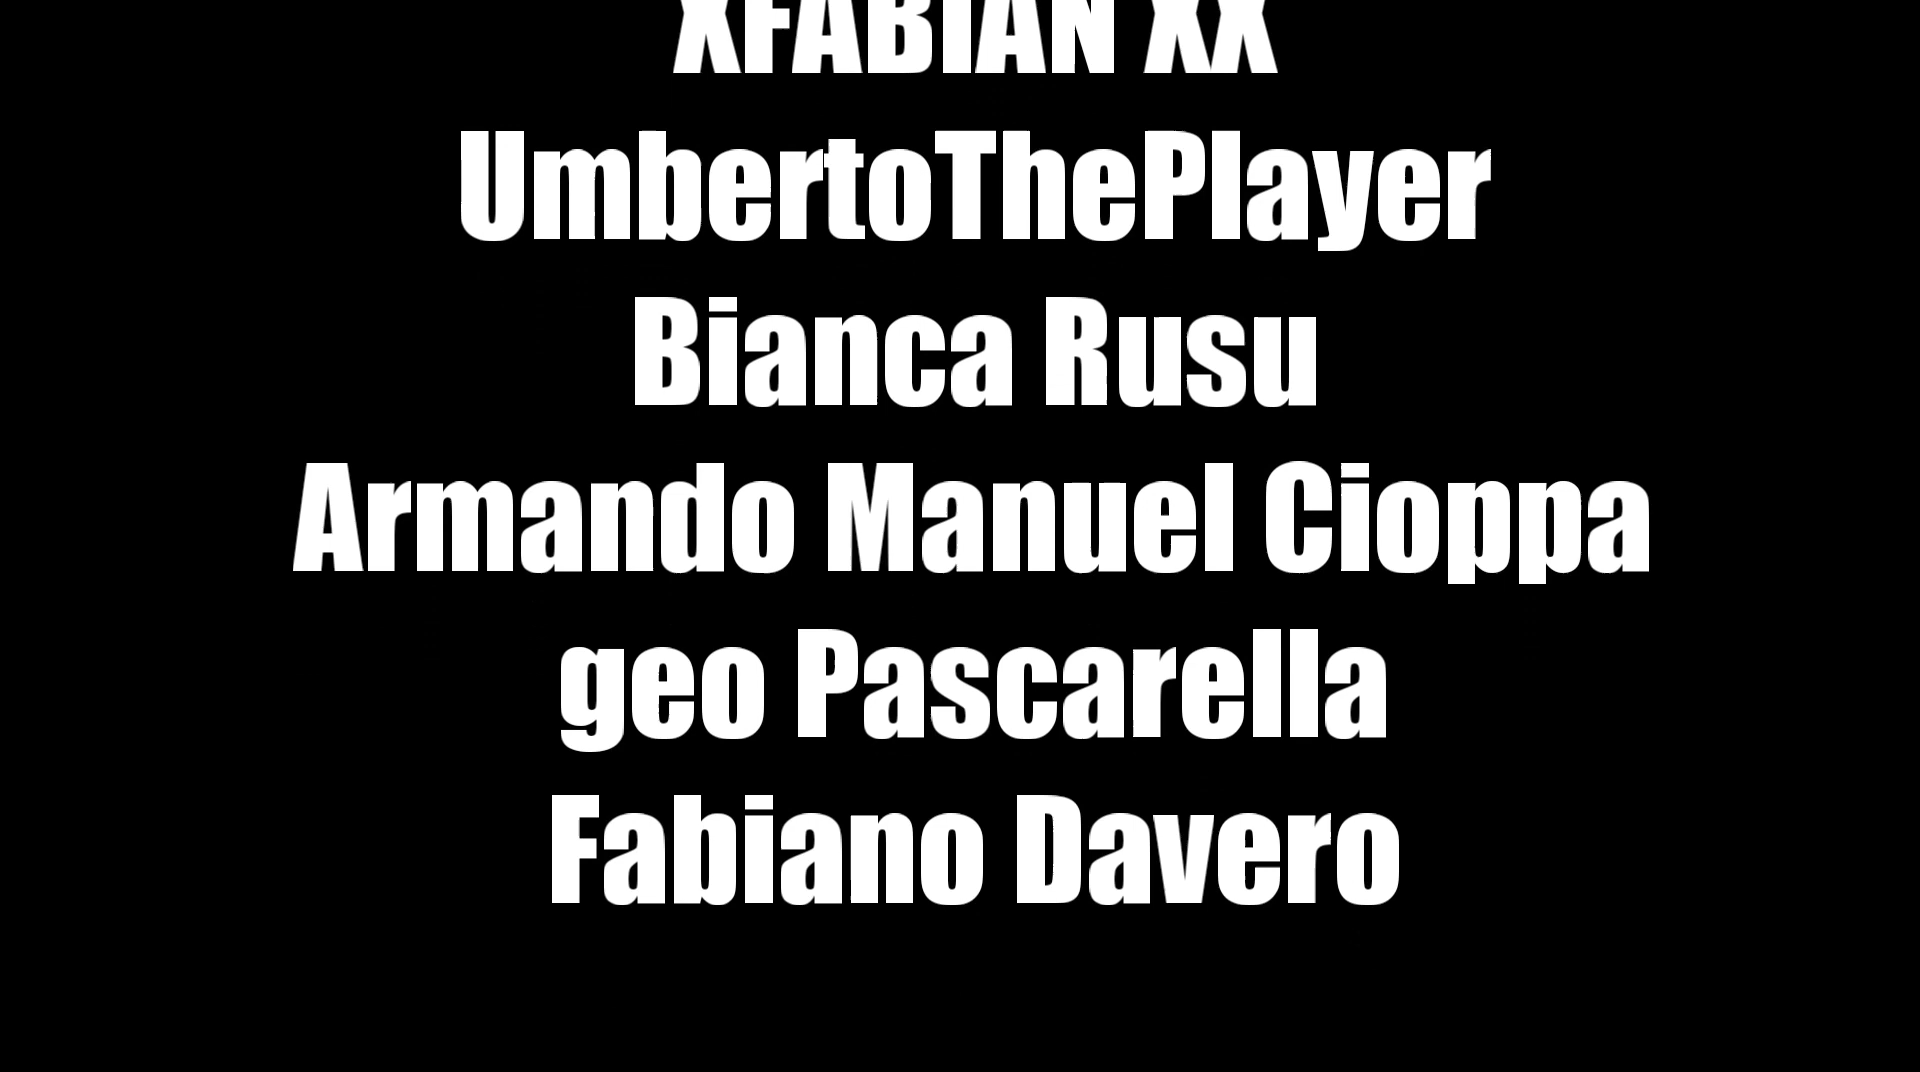 XFABIAN XX
UmbertoThePlayer
Bianca Rusu
Armando Manuel Cioppa
geo Pascarella
Fabiano Davero